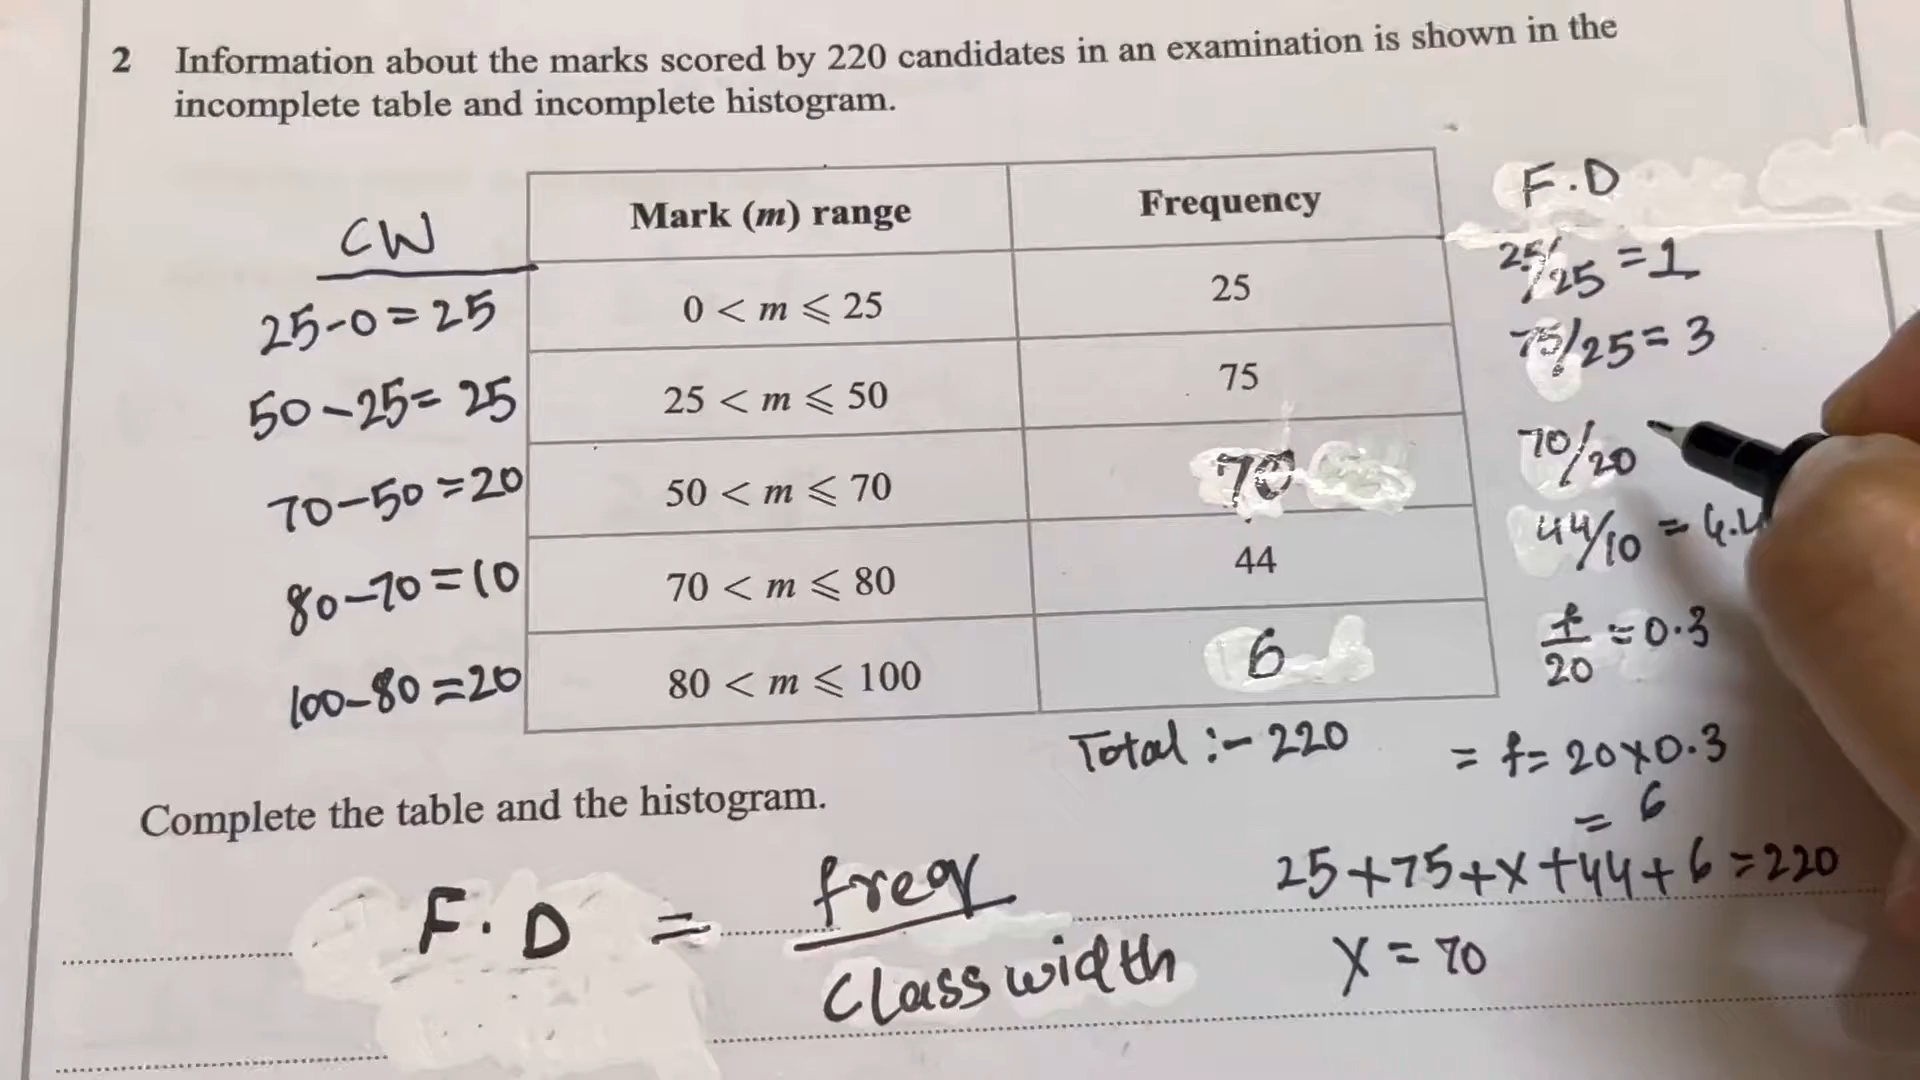 2 Information about the marks scored by 220 candidates in an examination is shown in the
incomplete table and incomplete histogram.
CW Mark (m) range Frequency F.D
25-0=25 0 < m ⩽ 25 25 25/25 =1
50-25=25 25 < m ⩽ 50 75 75/25=3
70-50=20 50 < m ⩽ 70 70 70/20
80-70=10 70 < m ⩽ 80 44 44/10 =
100-80=20 80 < m ⩽ 100 6 f/20 =0.3
Total :- 220 = f= 20x0.3
= 6
Complete the table and the histogram.
25+75+x+44+6=220
F.D = freq/Class width
x = 70